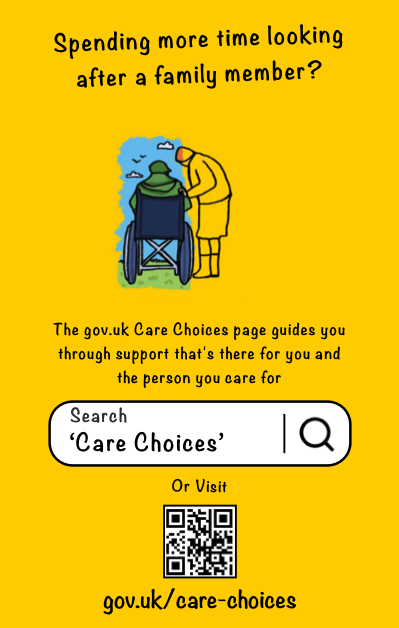 Spending more time looking
after a family member?
The gov.uk Care Choices page guides you
through support that's there for you and
the person you care for
Search
‘Care Choices’
Or Visit
gov.uk/care-choices